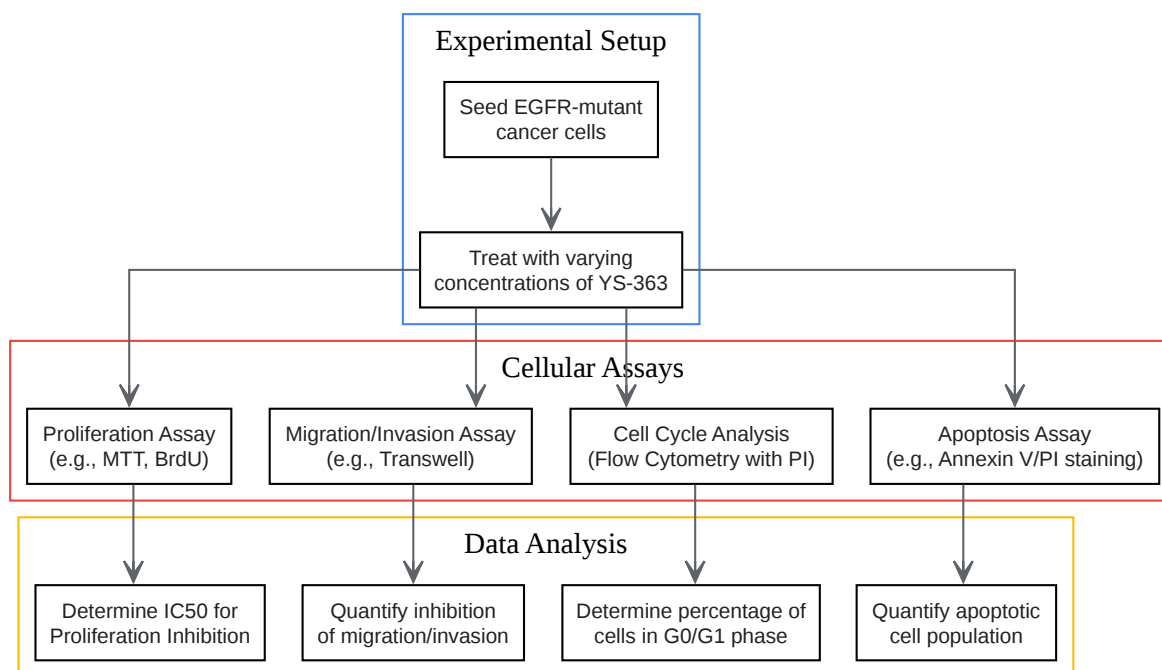 Experimental Setup
Seed EGFR-mutant
cancer cells
Treat with varying
concentrations of YS-363
Cellular Assays
Proliferation Assay
(e.g., MTT, BrdU)
Migration/Invasion Assay
(e.g., Transwell)
Cell Cycle Analysis
(Flow Cytometry with PI)
Apoptosis Assay
(e.g., Annexin V/PI staining)
Data Analysis
Determine IC50 for
Proliferation Inhibition
Quantify inhibition
of migration/invasion
Determine percentage of
cells in G0/G1 phase
Quantify apoptotic
cell population